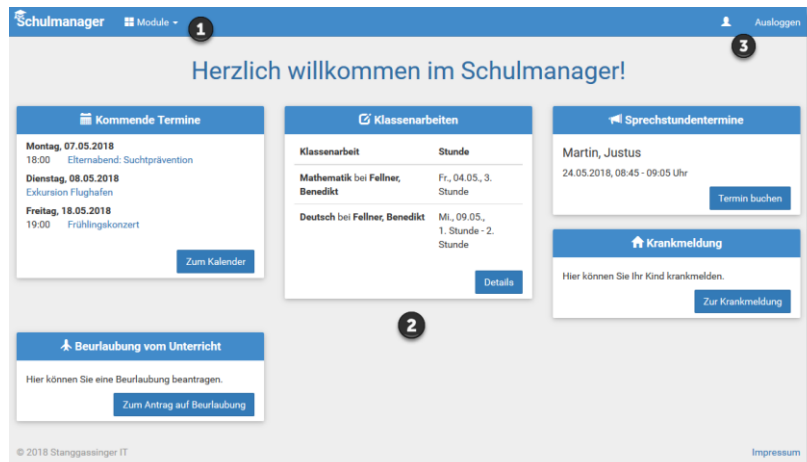 Schulmanager
Module
1
Ausloggen
3
Herzlich willkommen im Schulmanager!
Kommende Termine
Montag, 07.05.2018
18:00 Elternabend: Suchtprävention
Dienstag, 08.05.2018
Exkursion Flughafen
Freitag, 18.05.2018
19:00 Frühlingskonzert
Zum Kalender
Klassenarbeiten
Klassenarbeit Stunde
Mathematik bei Fellner, Fr., 04.05., 3.
Benedikt Stunde
Deutsch bei Fellner, Benedikt Mi., 09.05.,
1. Stunde - 2.
Stunde
Details
Sprechstundentermine
Martin, Justus
24.05.2018, 08:45 - 09:05 Uhr
Termin buchen
Krankmeldung
Hier können Sie Ihr Kind krankmelden.
Zur Krankmeldung
2
Beurlaubung vom Unterricht
Hier können Sie eine Beurlaubung beantragen.
Zum Antrag auf Beurlaubung
© 2018 Stanggassinger IT
Impressum